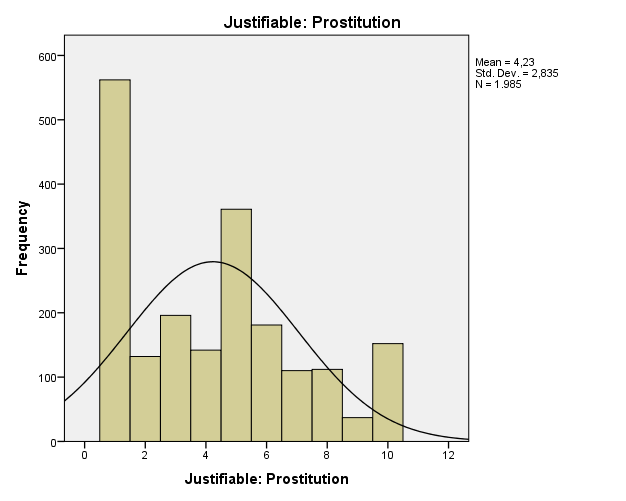 Justifiable: Prostitution
Mean = 4,23
Std. Dev. = 2,835
N = 1.985
600
500
400
300
200
100
0
Frequency
0 2 4 6 8 10 12
Justifiable: Prostitution